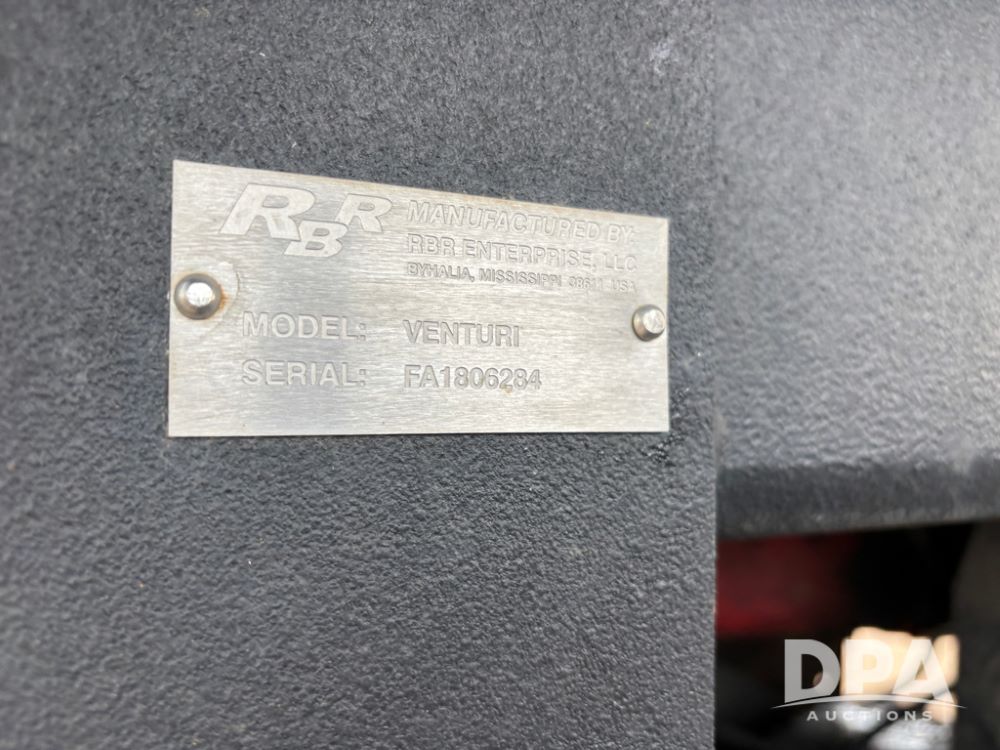 RBR
MANUFACTURED BY:
RBR ENTERPRISE, LLC
BYHALIA, MISSISSIPPI 38611 USA
MODEL: VENTURI
SERIAL: FA1806284
DPA
AUCTIONS